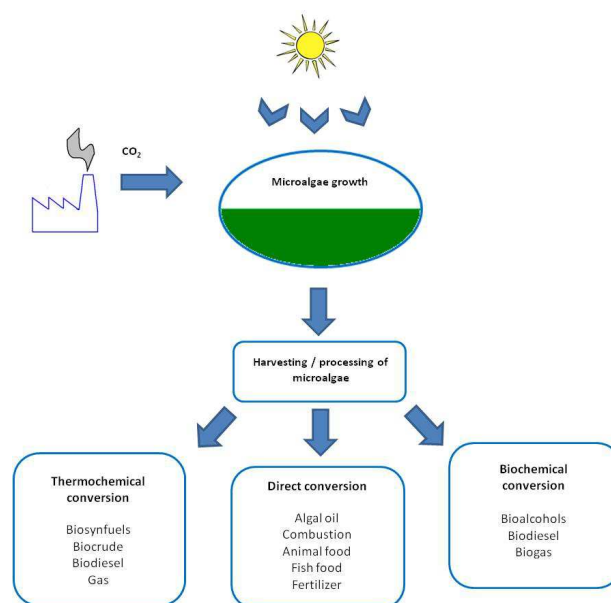 CO₂
Microalgae growth
Harvesting / processing of
microalgae
Thermochemical
conversion
Biosynfuels
Biocrude
Biodiesel
Gas
Direct conversion
Algal oil
Combustion
Animal food
Fish food
Fertilizer
Biochemical
conversion
Bioalcohols
Biodiesel
Biogas